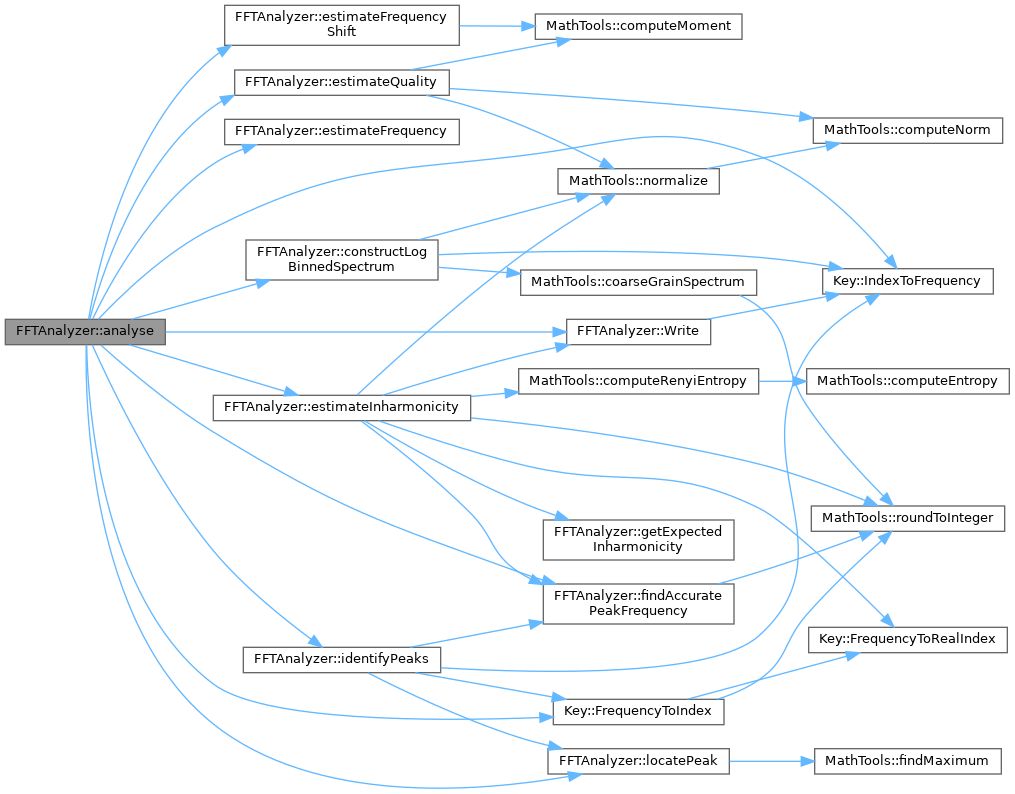 FFTAnalyzer::estimateFrequency
Shift
MathTools::computeMoment
FFTAnalyzer::estimateQuality
FFTAnalyzer::estimateFrequency
MathTools::computeNorm
MathTools::normalize
FFTAnalyzer::constructLog
BinnedSpectrum
MathTools::coarseGrainSpectrum
Key::IndexToFrequency
FFTAnalyzer::analyse
FFTAnalyzer::Write
MathTools::computeRenyiEntropy
MathTools::computeEntropy
FFTAnalyzer::estimateInharmonicity
MathTools::roundToInteger
FFTAnalyzer::getExpected
Inharmonicity
FFTAnalyzer::findAccurate
PeakFrequency
Key::FrequencyToRealIndex
FFTAnalyzer::identifyPeaks
Key::FrequencyToIndex
FFTAnalyzer::locatePeak
MathTools::findMaximum